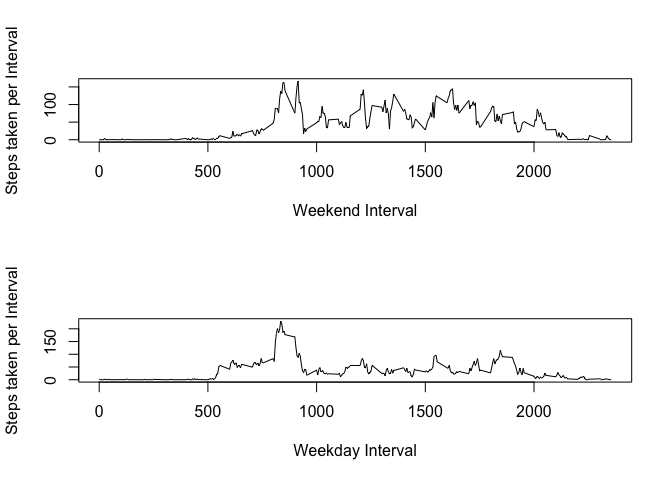 Steps taken per Interval
100
0
0 500 1000 1500 2000
Weekend Interval
Steps taken per Interval
150
0
0 500 1000 1500 2000
Weekday Interval